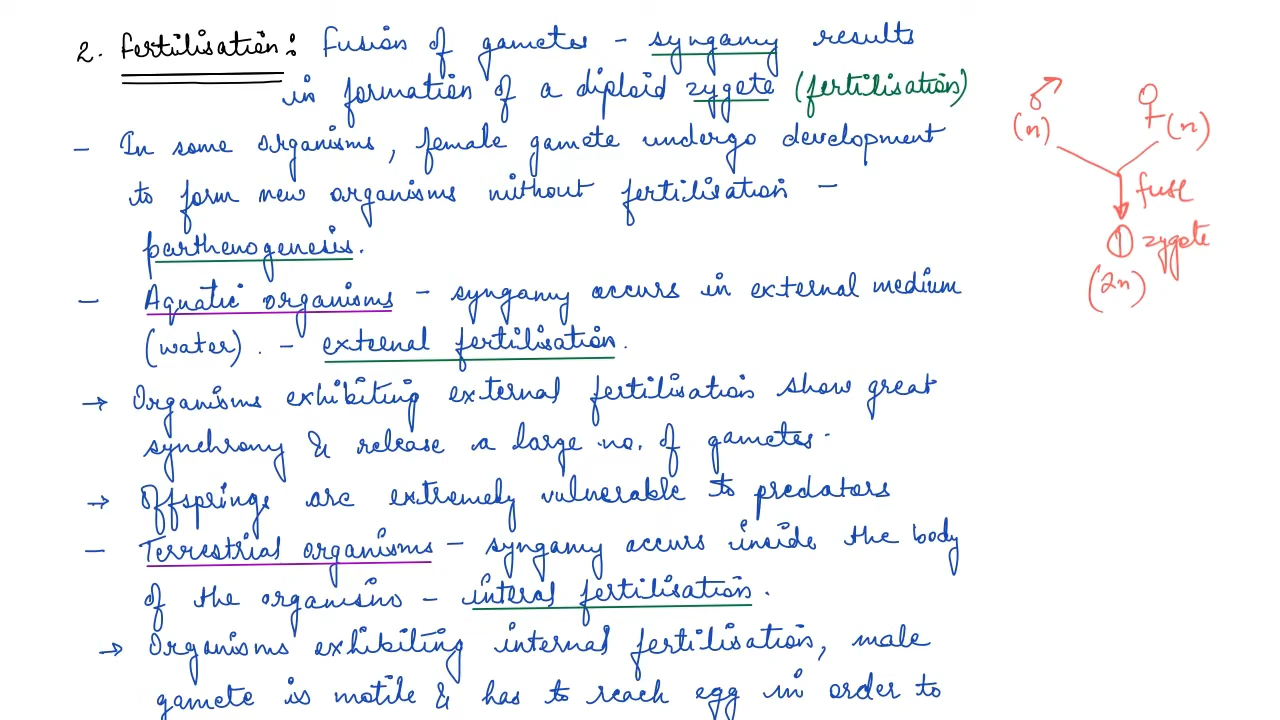 2. Fertilisation: Fusion of gametes - syngamy results
in formation of a diploid zygote (fertilisation)
- In some organisms, female gamete undergo development
to form new organisms without fertilisation -
parthenogenesis.
- Aquatic organisms - syngamy occurs in external medium
(water). - external fertilisation.
→ Organisms exhibiting external fertilisation show great
synchrony & release a large no. of gametes.
→ Offsprings are extremely vulnerable to predators
- Terrestrial organisms - syngamy occurs inside the body
of the organism - interal fertilisation.
→ Organisms exhibiting internal fertilisation, male
gamete is motile & has to reach egg in order to
♂ ♀
(n) (n)
fuse
zygote
(2n)